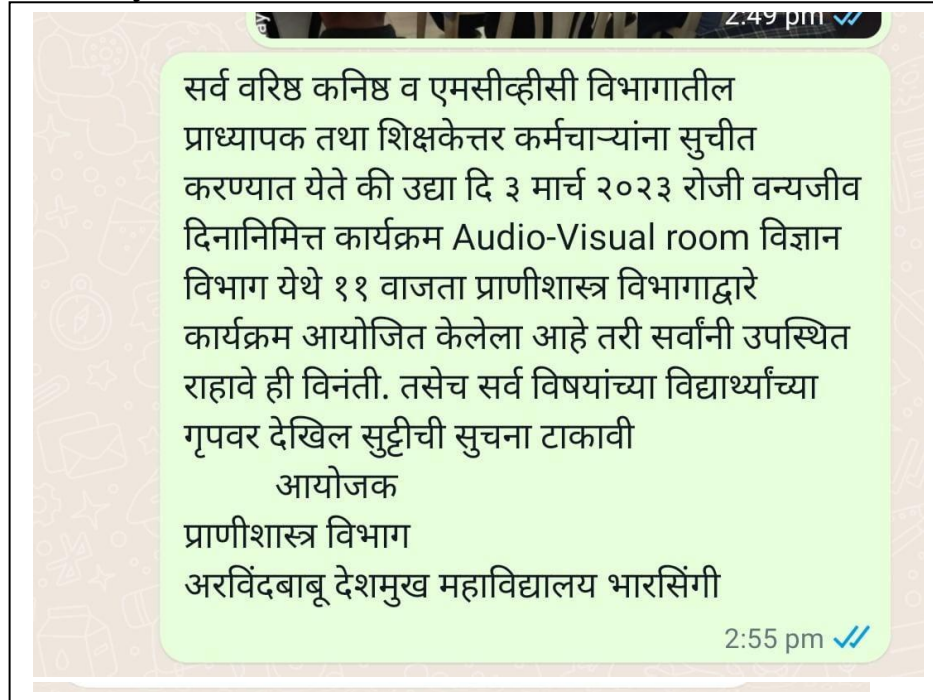 2:49 pm
सर्व वरिष्ठ कनिष्ठ व एमसीव्हीसी विभागातील
प्राध्यापक तथा शिक्षकेत्तर कर्मचाऱ्यांना सुचीत
करण्यात येते की उद्या दि ३ मार्च २०२३ रोजी वन्यजीव
दिनानिमित्त कार्यक्रम Audio-Visual room विज्ञान
विभाग येथे ११ वाजता प्राणीशास्त्र विभागाद्वारे
कार्यक्रम आयोजित केलेला आहे तरी सर्वांनी उपस्थित
राहावे ही विनंती. तसेच सर्व विषयांच्या विद्यार्थ्यांच्या
गृपवर देखिल सुट्टीची सुचना टाकावी
आयोजक
प्राणीशास्त्र विभाग
अरविंदबाबू देशमुख महाविद्यालय भारसिंगी
2:55 pm